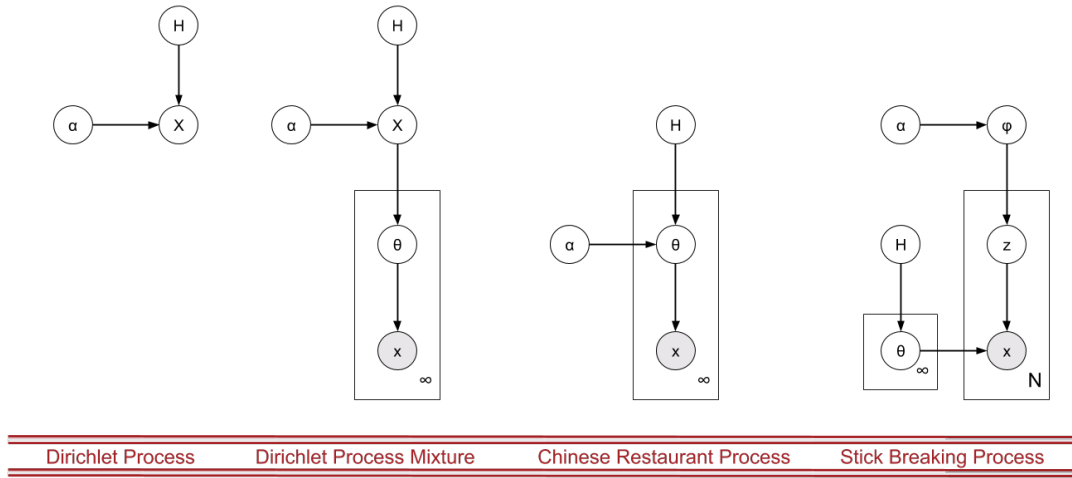 H
H
α
X
α
X
H
α
φ
θ
α
θ
H
z
x
∞
x
∞
θ
∞
x
N
Dirichlet Process
Dirichlet Process Mixture
Chinese Restaurant Process
Stick Breaking Process